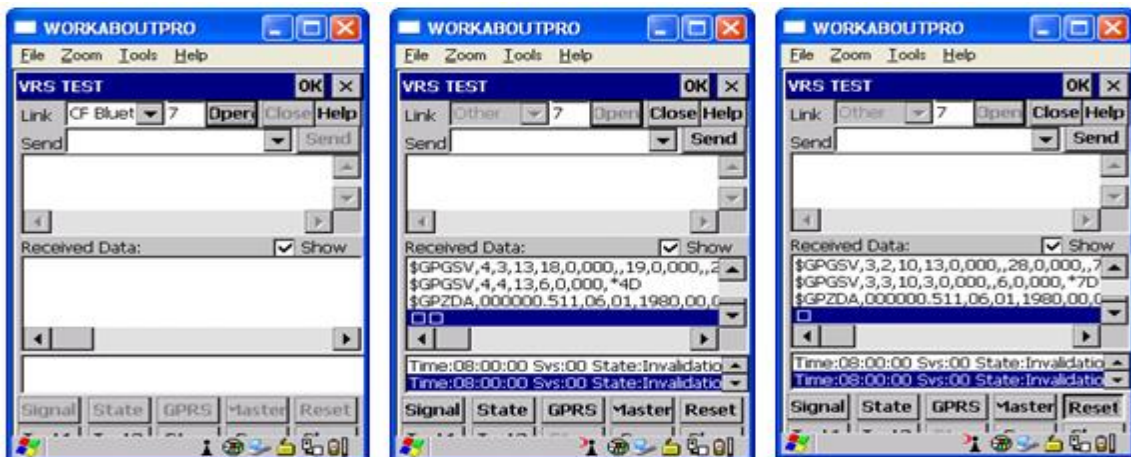 WORKABOUTPRO
File Zoom Tools Help
VRS TEST OK ×
Link CF Bluet 7 Open Close Help
Send Send
Received Data: Show
Signal State GPRS Master Reset
WORKABOUTPRO
File Zoom Tools Help
VRS TEST OK ×
Link Other 7 Open Close Help
Send Send
Received Data: Show
$GPGSV,4,3,13,18,0,000,,19,0,000,,2
$GPGSV,4,4,13,6,0,000,*4D
$GPZDA,000000.511,06,01,1980,00,0
Time:08:00:00 Svs:00 State:Invalidatio
Time:08:00:00 Svs:00 State:Invalidatio
Signal State GPRS Master Reset
WORKABOUTPRO
File Zoom Tools Help
VRS TEST OK ×
Link Other 7 Open Close Help
Send Send
Received Data: Show
$GPGSV,3,2,10,13,0,000,,28,0,000,,7
$GPGSV,3,3,10,3,0,000,,6,0,000,*7D
$GPZDA,000000.511,06,01,1980,00,0
Time:08:00:00 Svs:00 State:Invalidatio
Time:08:00:00 Svs:00 State:Invalidatio
Signal State GPRS Master Reset